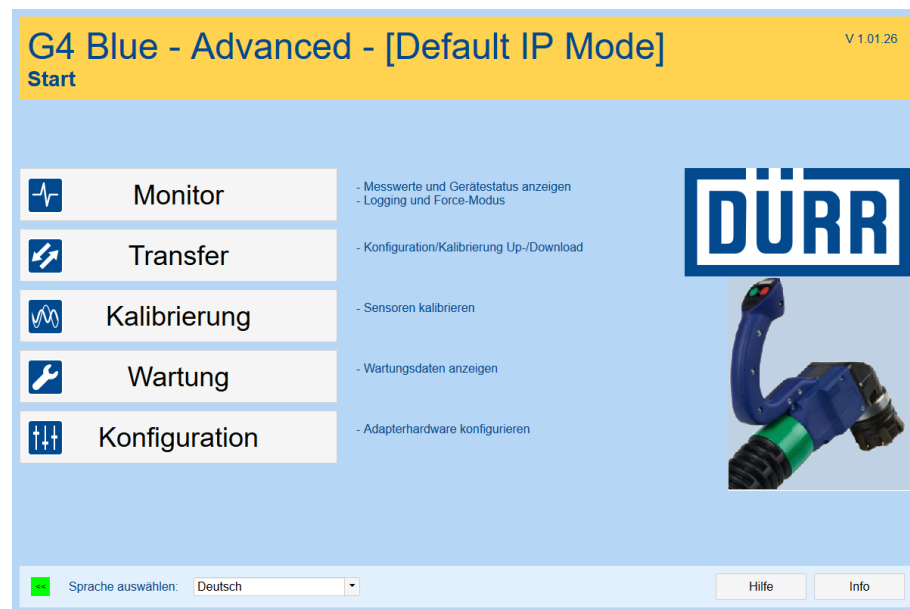 G4 Blue - Advanced - [Default IP Mode]
V 1.01.26
Start
Monitor
- Messwerte und Gerätestatus anzeigen
- Logging und Force-Modus
DÜRR
Transfer
- Konfiguration/Kalibrierung Up-/Download
Kalibrierung
- Sensoren kalibrieren
Wartung
- Wartungsdaten anzeigen
Konfiguration
- Adapterhardware konfigurieren
<<
Sprache auswählen:
Deutsch
Hilfe
Info